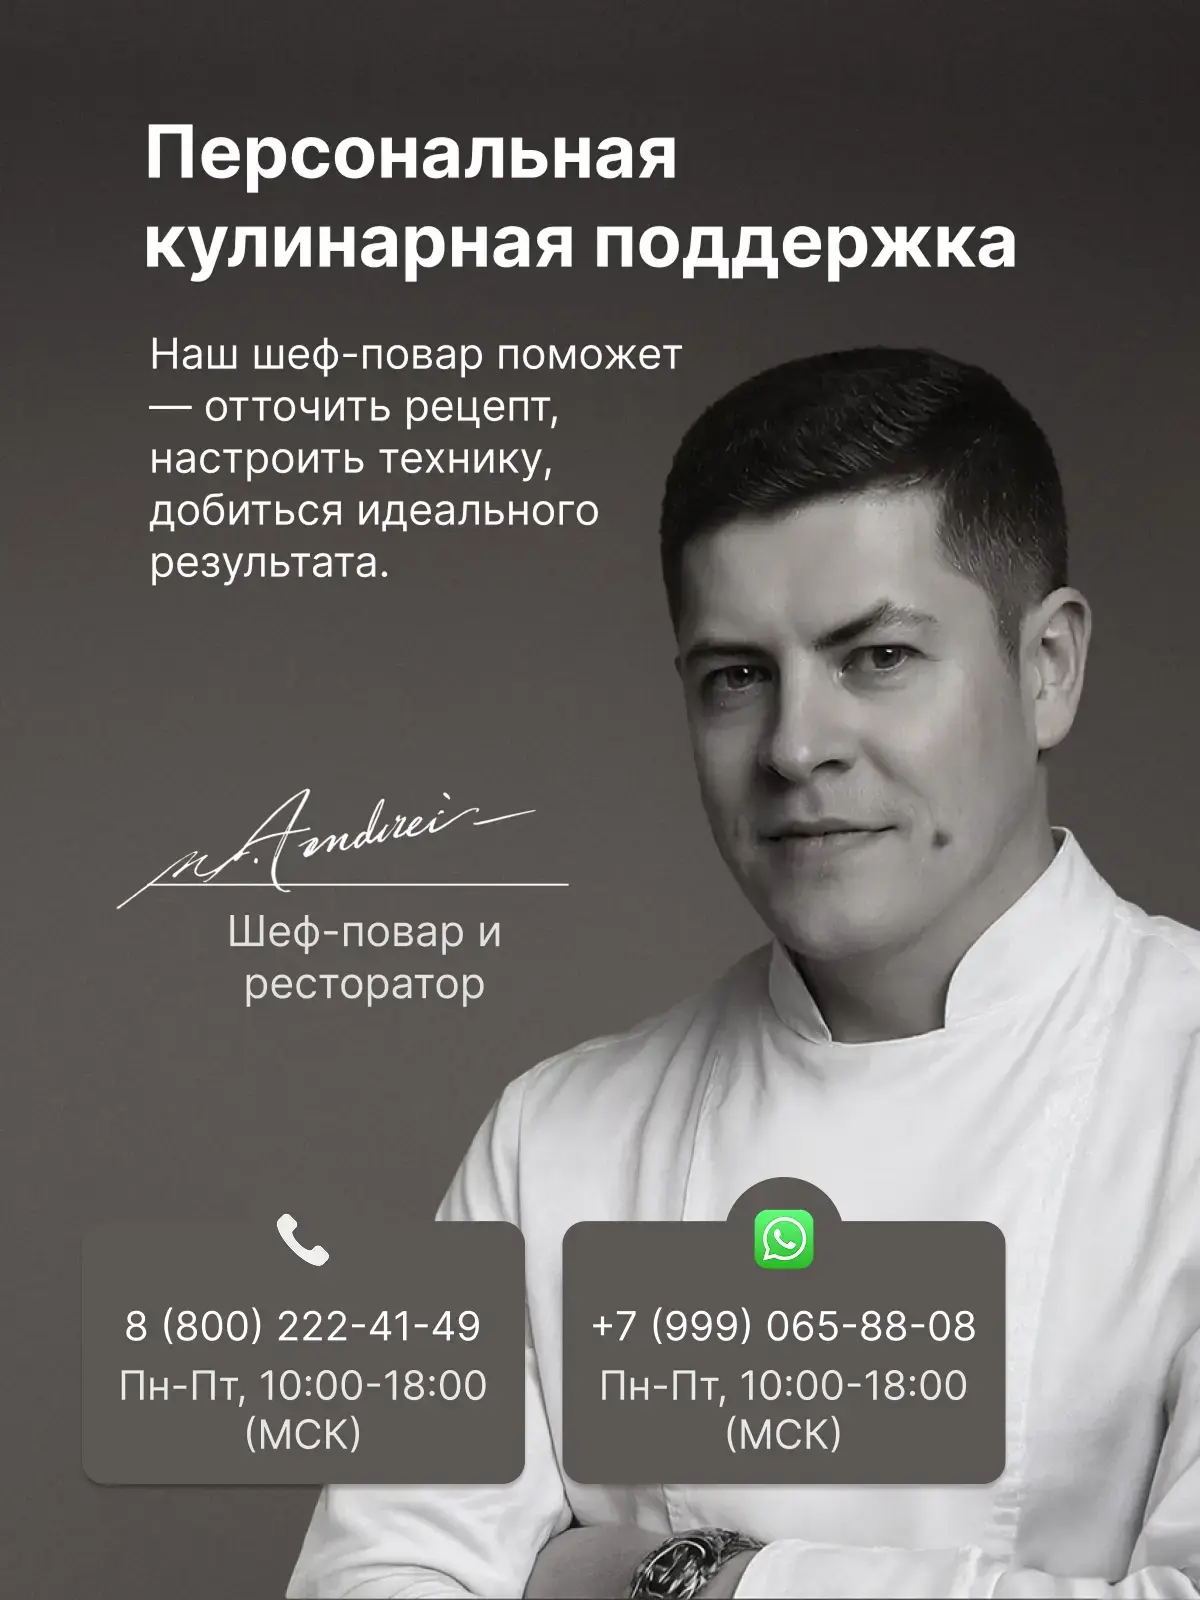 Персональная
кулинарная поддержка
Наш шеф-повар поможет
— отточить рецепт,
настроить технику,
добиться идеального
результата.
Andrei
Шеф-повар и
ресторатор
8 (800) 222-41-49
Пн-Пт, 10:00-18:00
(МСК)
+7 (999) 065-88-08
Пн-Пт, 10:00-18:00
(МСК)